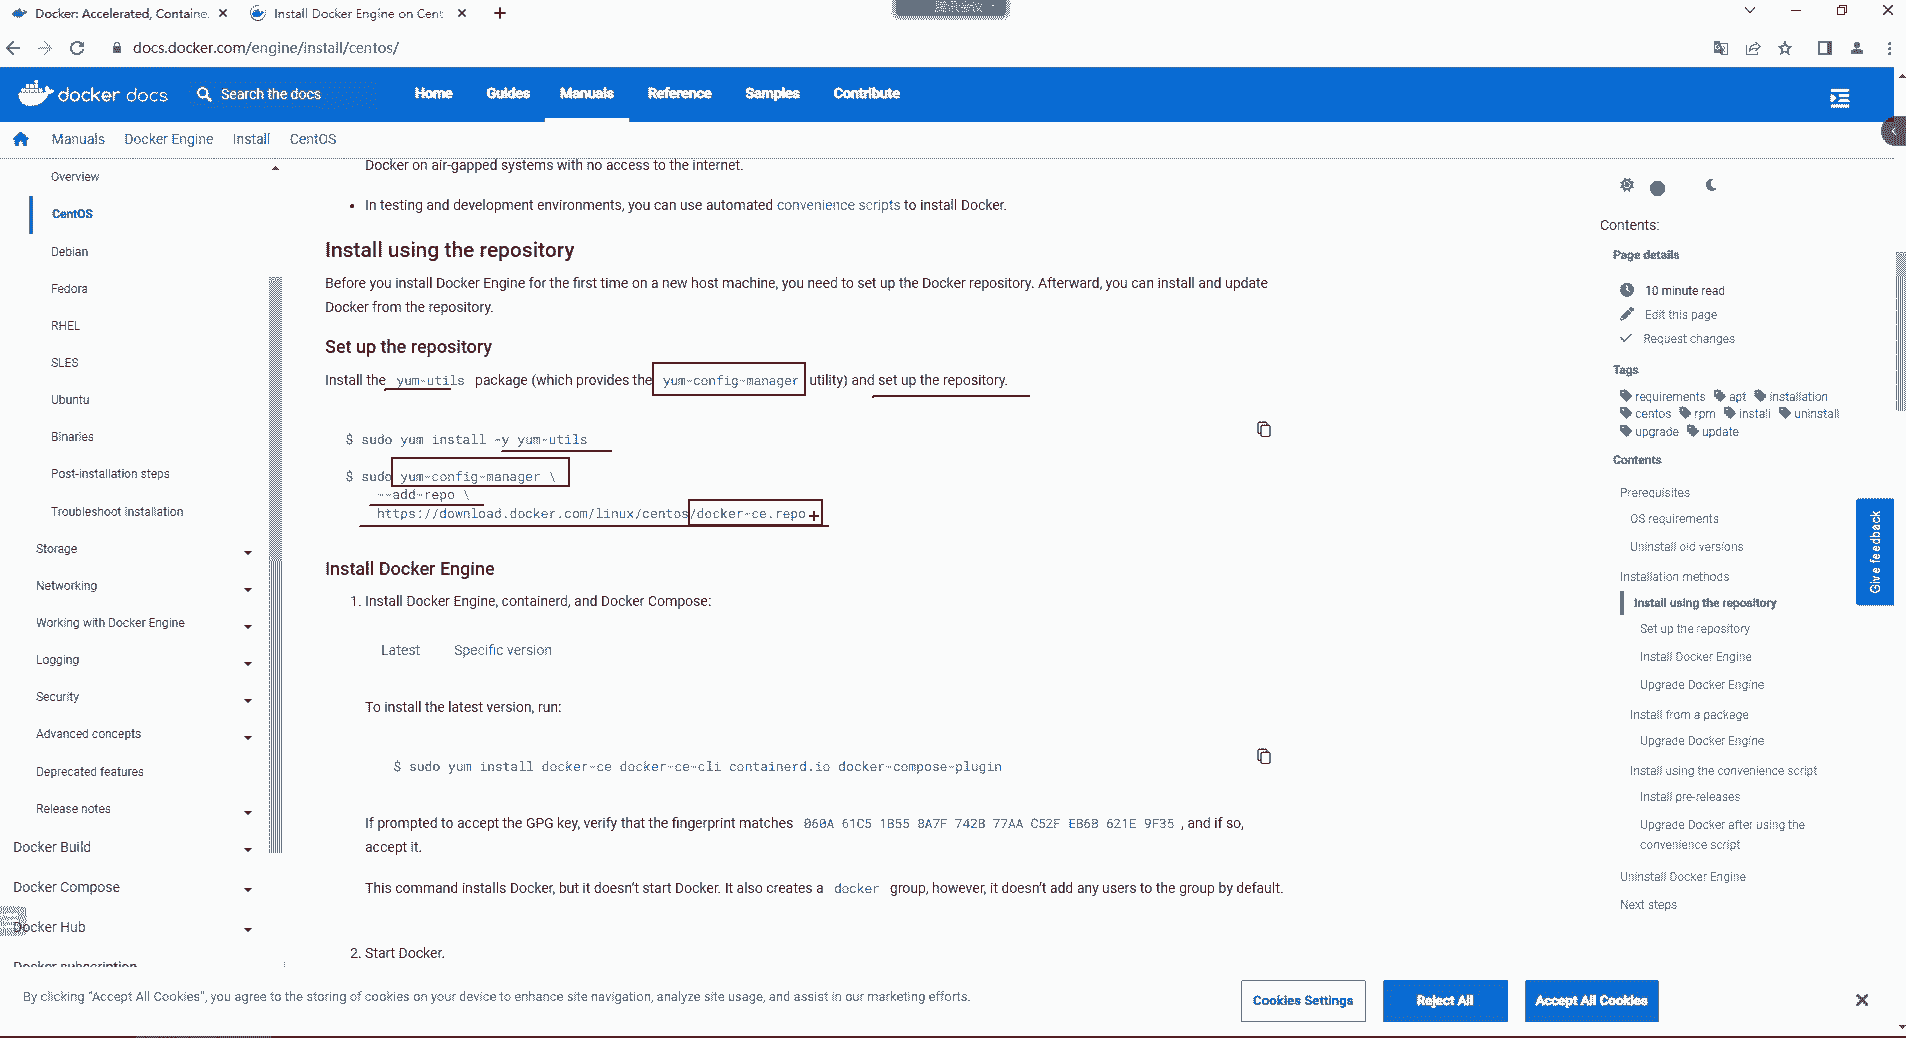 Docker: Accelerated, Containe
Install Docker Engine on Cent
docs.docker.com/engine/install/centos/
docker docs
Search the docs
Home
Guides
Manuals
Reference
Samples
Contribute
Manuals
Docker Engine
Install
CentOS
Overview
CentOS
Debian
Fedora
RHEL
SLES
Ubuntu
Binaries
Post-installation steps
Troubleshoot installation
Storage
Networking
Working with Docker Engine
Logging
Security
Advanced concepts
Deprecated features
Release notes
Docker Build
Docker Compose
Docker Hub
Docker subscription
Docker on air-gapped systems with no access to the internet.
• In testing and development environments, you can use automated convenience scripts to install Docker.
Install using the repository
Before you install Docker Engine for the first time on a new host machine, you need to set up the Docker repository. Afterward, you can install and update
Docker from the repository.
Set up the repository
Install the yum-utils package (which provides the yum-config-manager utility) and set up the repository.
$ sudo yum install -y yum-utils
$ sudo yum-config-manager \
--add-repo \
https://download.docker.com/linux/centos/docker-ce.repo
Install Docker Engine
1. Install Docker Engine, containerd, and Docker Compose:
Latest
Specific version
To install the latest version, run:
$ sudo yum install docker-ce docker-ce-cli containerd.io docker-compose-plugin
If prompted to accept the GPG key, verify that the fingerprint matches 060A 61C5 1B55 8A7F 742B 77AA C52F EB6B 621E 9F35 , and if so,
accept it.
This command installs Docker, but it doesn't start Docker. It also creates a docker group, however, it doesn't add any users to the group by default.
2. Start Docker.
Contents:
Page details
10 minute read
Edit this page
Request changes
Tags
requirements apt installation
centos rpm install uninstall
upgrade update
Contents
Prerequisites
OS requirements
Uninstall old versions
Installation methods
Install using the repository
Set up the repository
Install Docker Engine
Upgrade Docker Engine
Install from a package
Upgrade Docker Engine
Install using the convenience script
Install pre-releases
Upgrade Docker after using the
convenience script
Uninstall Docker Engine
Next steps
Give feedback
By clicking "Accept All Cookies", you agree to the storing of cookies on your device to enhance site navigation, analyze site usage, and assist in our marketing efforts.
Cookies Settings
Reject All
Accept All Cookies